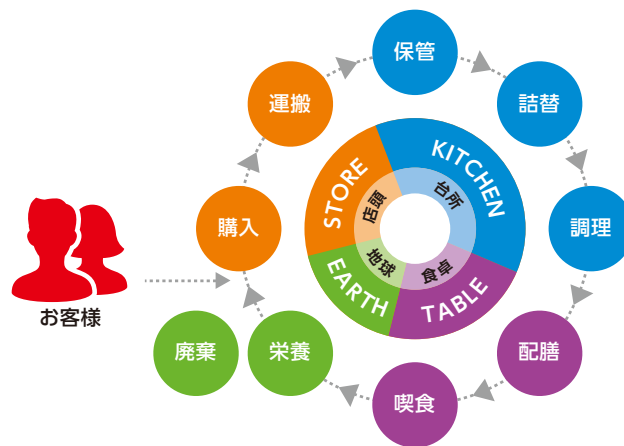 保管
運搬
詰替
STORE
KITCHEN
店頭
台所
購入
調理
地球
食卓
EARTH
TABLE
お客様
廃棄
栄養
配膳
喫食